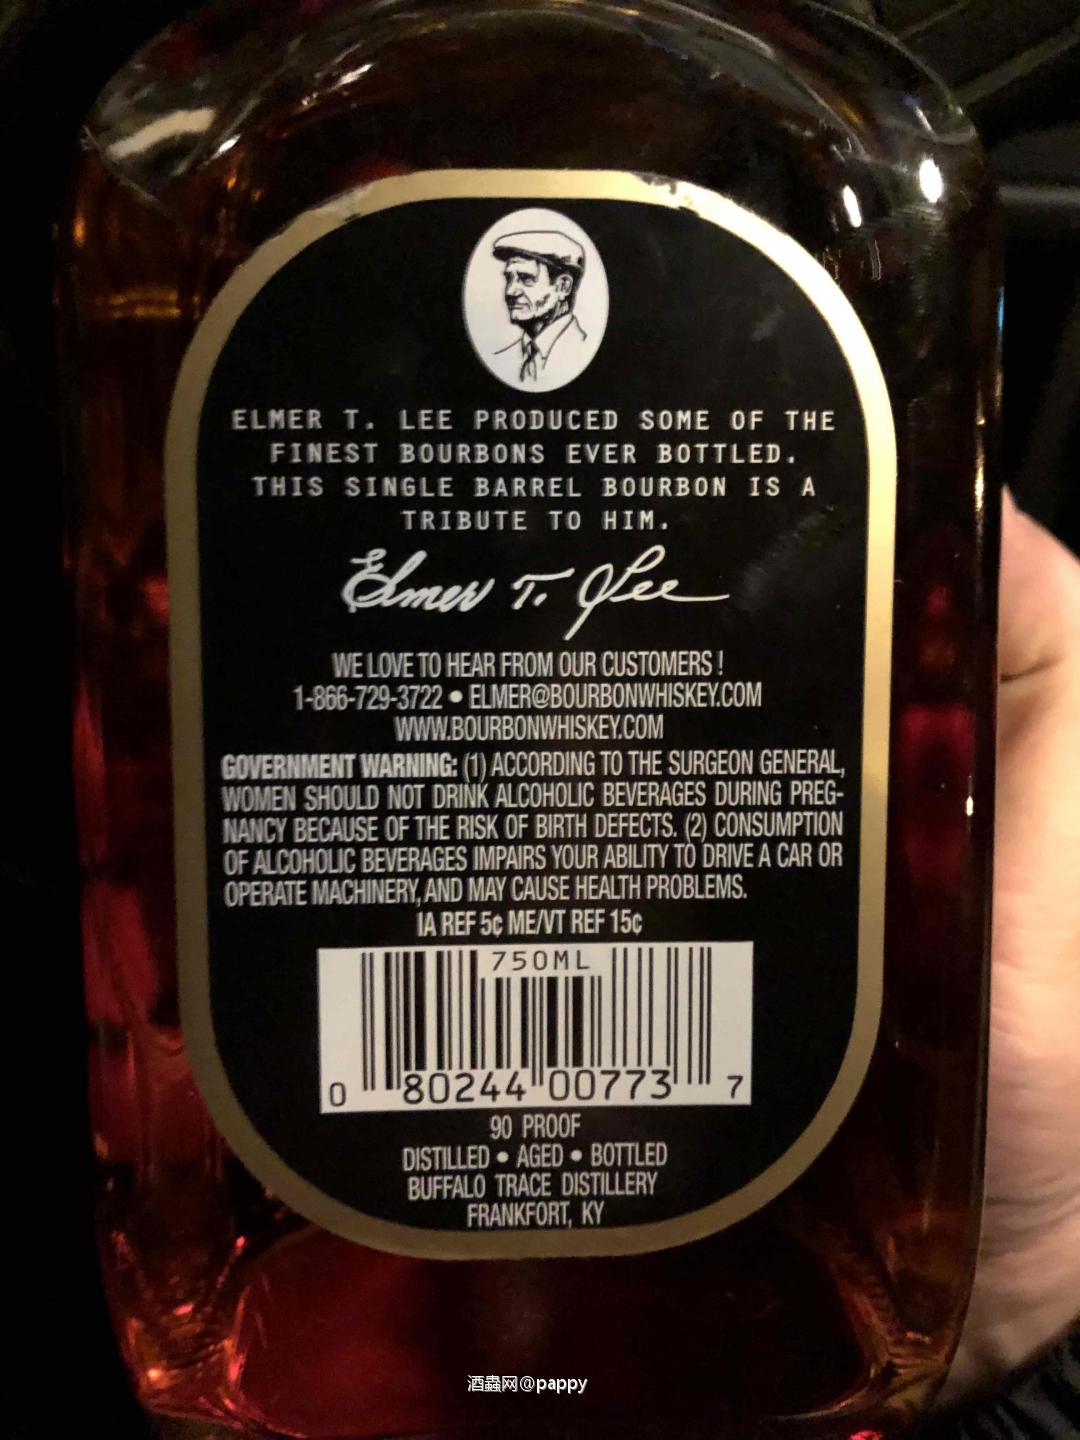 ELMER T. LEE PRODUCED SOME OF THE
FINEST BOURBONS EVER BOTTLED.
THIS SINGLE BARREL BOURBON IS A
TRIBUTE TO HIM.
Elmer T. Lee
WE LOVE TO HEAR FROM OUR CUSTOMERS !
1-866-729-3722 • ELMER@BOURBONWHISKEY.COM
WWW.BOURBONWHISKEY.COM
GOVERNMENT WARNING: (1) ACCORDING TO THE SURGEON GENERAL,
WOMEN SHOULD NOT DRINK ALCOHOLIC BEVERAGES DURING PREG-
NANCY BECAUSE OF THE RISK OF BIRTH DEFECTS. (2) CONSUMPTION
OF ALCOHOLIC BEVERAGES IMPAIRS YOUR ABILITY TO DRIVE A CAR OR
OPERATE MACHINERY, AND MAY CAUSE HEALTH PROBLEMS.
IA REF 5¢ ME/VT REF 15¢
750ML
0 80244 00773 7
90 PROOF
DISTILLED • AGED • BOTTLED
BUFFALO TRACE DISTILLERY
FRANKFORT, KY
酒蟲网@pappy